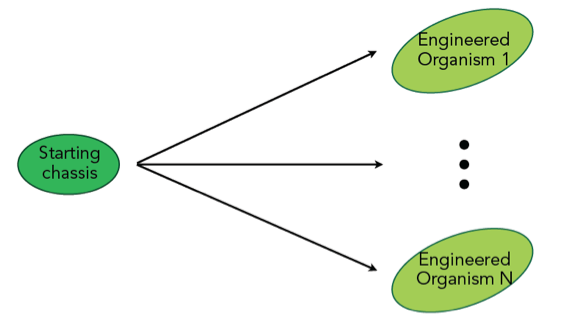 Engineered
Organism 1
Starting
chassis
Engineered
Organism N